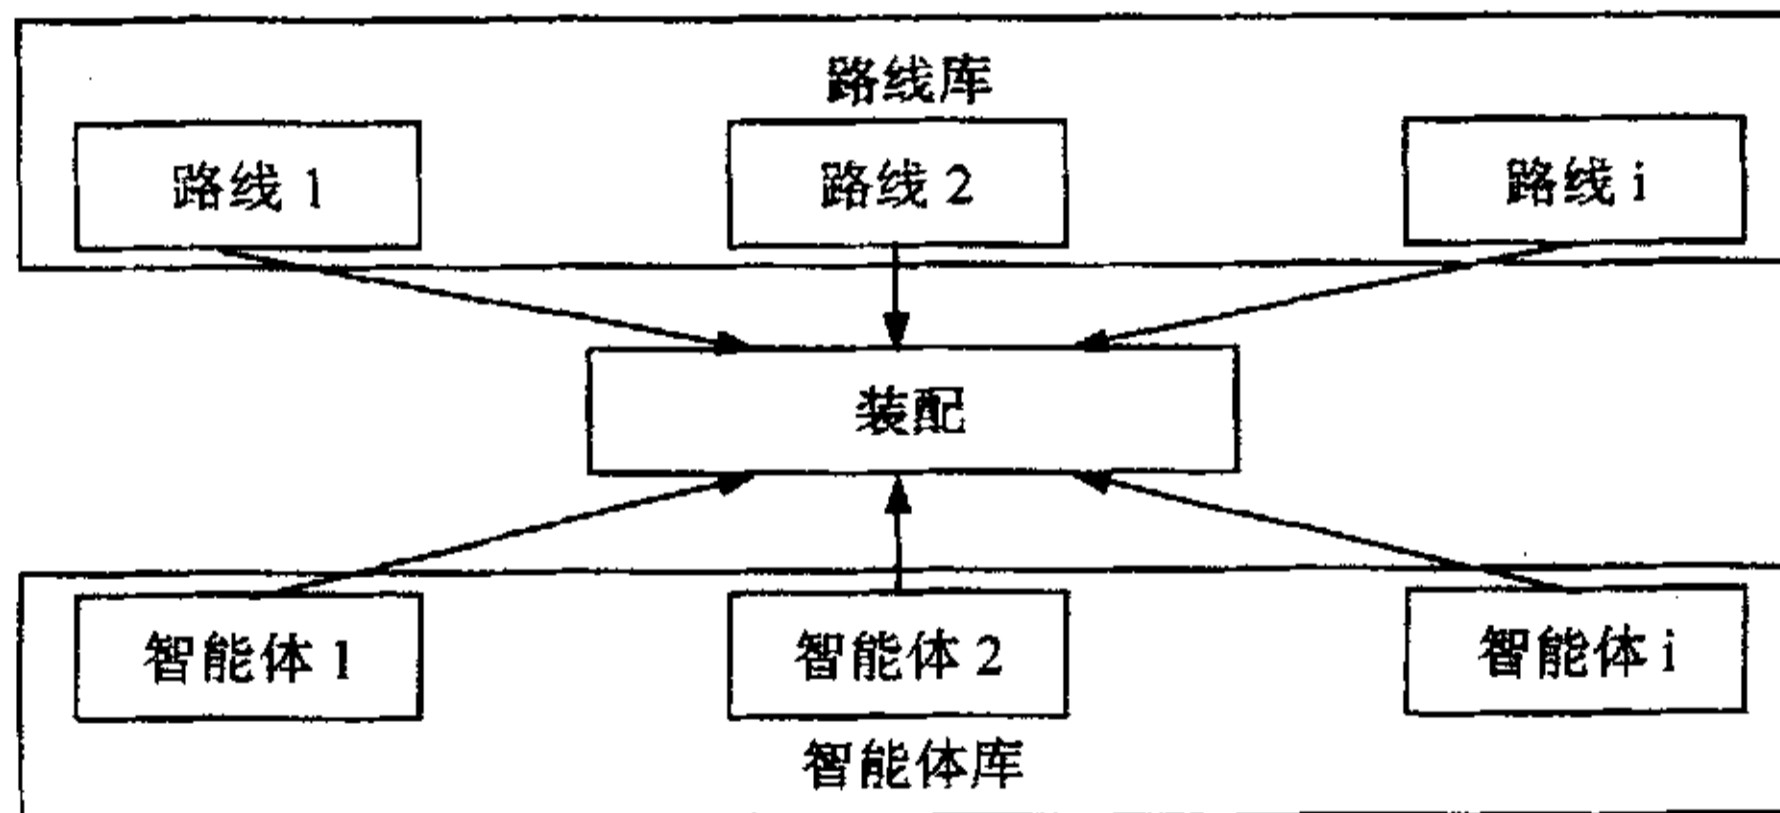 路线库
路线 1
路线 2
路线 i
装配
智能体 1
智能体 2
智能体 i
智能体库